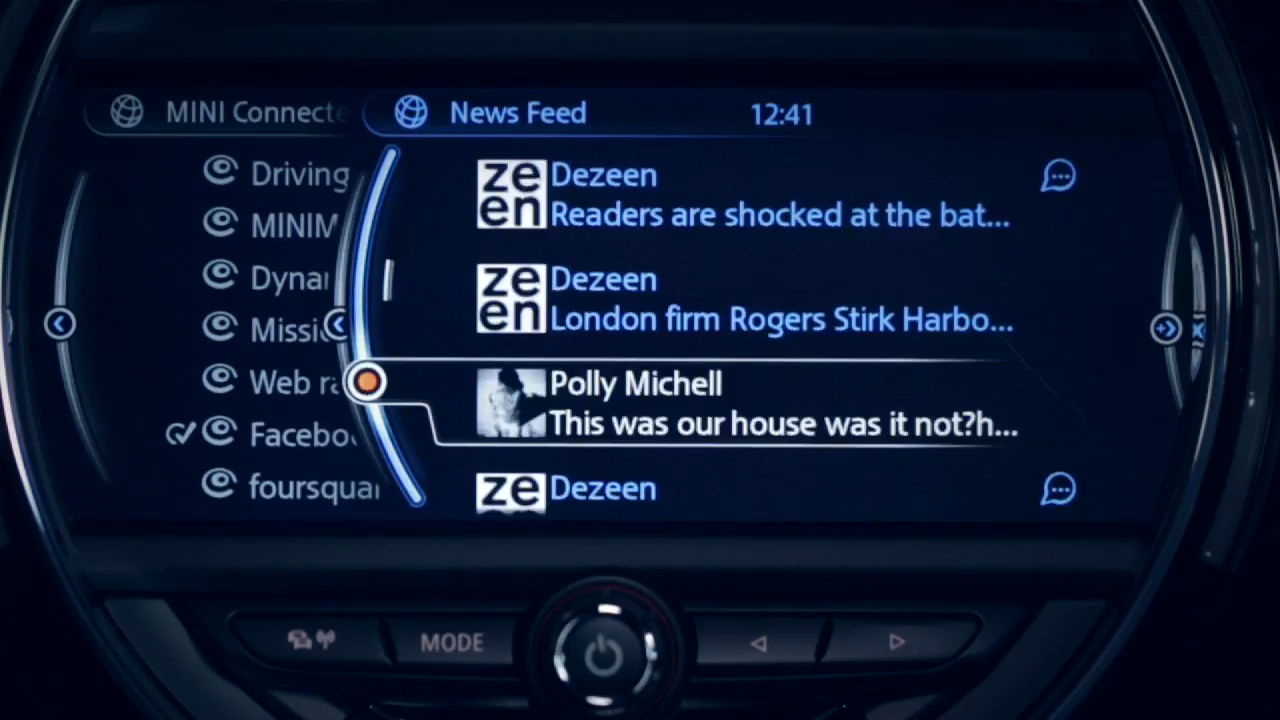 MINI Connecte
News Feed
12:41
Driving
MINIM
Dynar
Missi
Web ra
Facebo
foursquar
ze
en
Dezeen
Readers are shocked at the bat...
ze
en
Dezeen
London firm Rogers Stirk Harbo...
Polly Michell
This was our house was it not?h...
ze
Dezeen
MODE